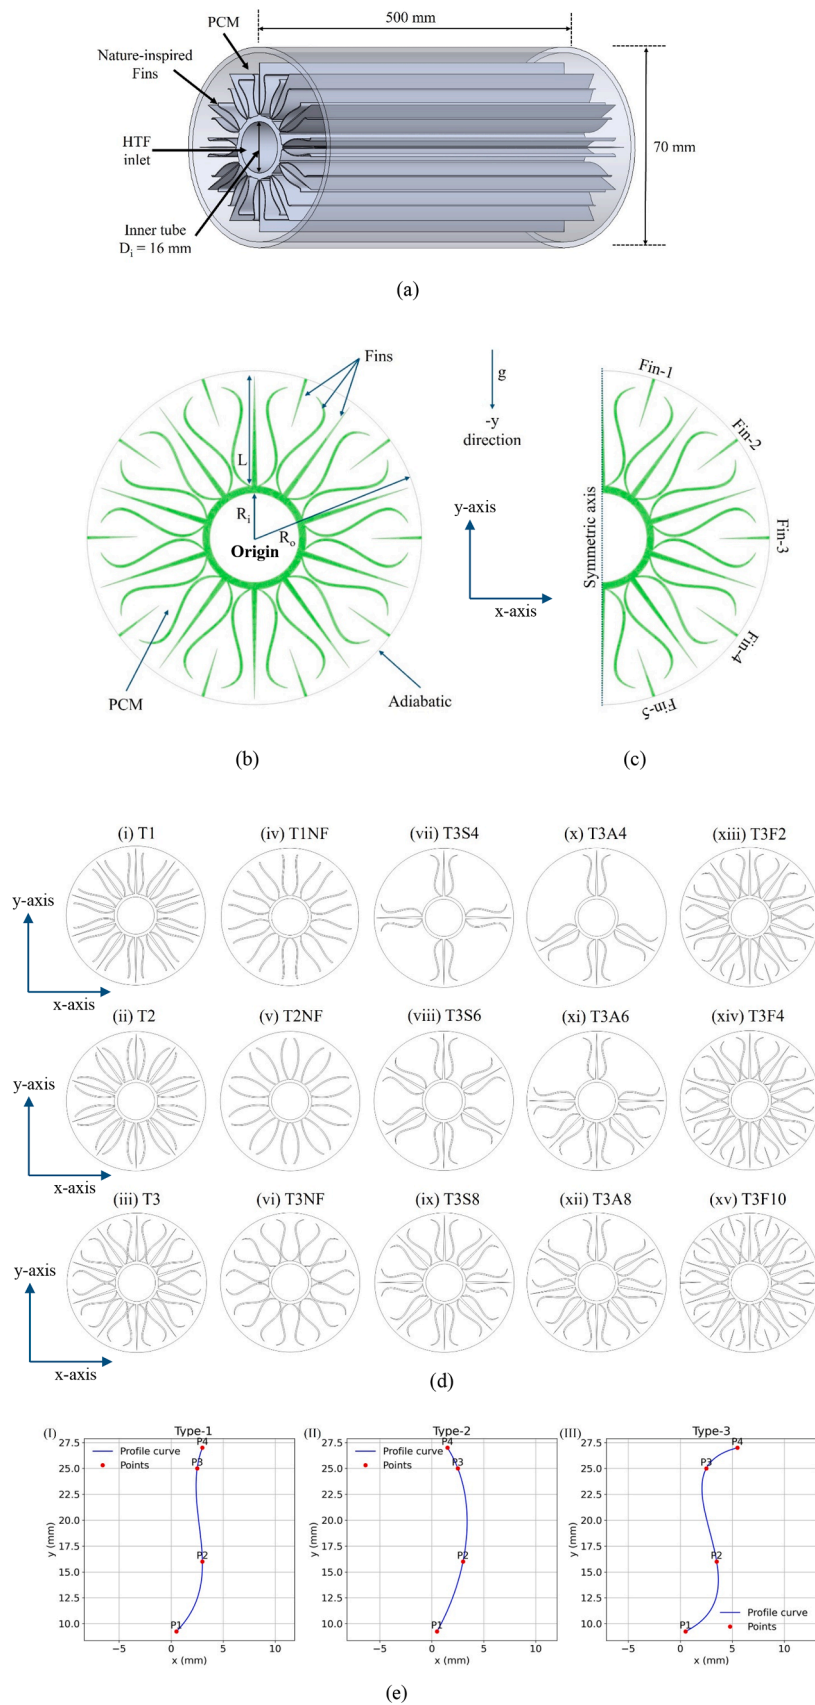 500 mm
PCM
Nature-inspired
Fins
HTF
inlet
70 mm
Inner tube
Di = 16 mm
(a)
Fins
g
-y
direction
L
Ri
Ro
Origin
y-axis
x-axis
PCM
Adiabatic
(b)
Symmetric axis
Fin-1
Fin-2
Fin-3
Fin-4
Fin-5
(c)
(i) T1
(iv) T1NF
(vii) T3S4
(x) T3A4
(xiii) T3F2
y-axis
x-axis
(ii) T2
(v) T2NF
(viii) T3S6
(xi) T3A6
(xiv) T3F4
y-axis
x-axis
(iii) T3
(vi) T3NF
(ix) T3S8
(xii) T3A8
(xv) T3F10
y-axis
x-axis
(d)
(I)
Type-1
27.5
25.0
22.5
20.0
17.5
15.0
12.5
10.0
y (mm)
Profile curve
Points
P4
P3
P2
P1
−5
0
5
10
x (mm)
(II)
Type-2
27.5
25.0
22.5
20.0
17.5
15.0
12.5
10.0
y (mm)
Profile curve
Points
P4
P3
P2
P1
−5
0
5
10
x (mm)
(III)
Type-3
27.5
25.0
22.5
20.0
17.5
15.0
12.5
10.0
y (mm)
P4
P3
P2
P1
Profile curve
Points
−5
0
5
10
x (mm)
(e)